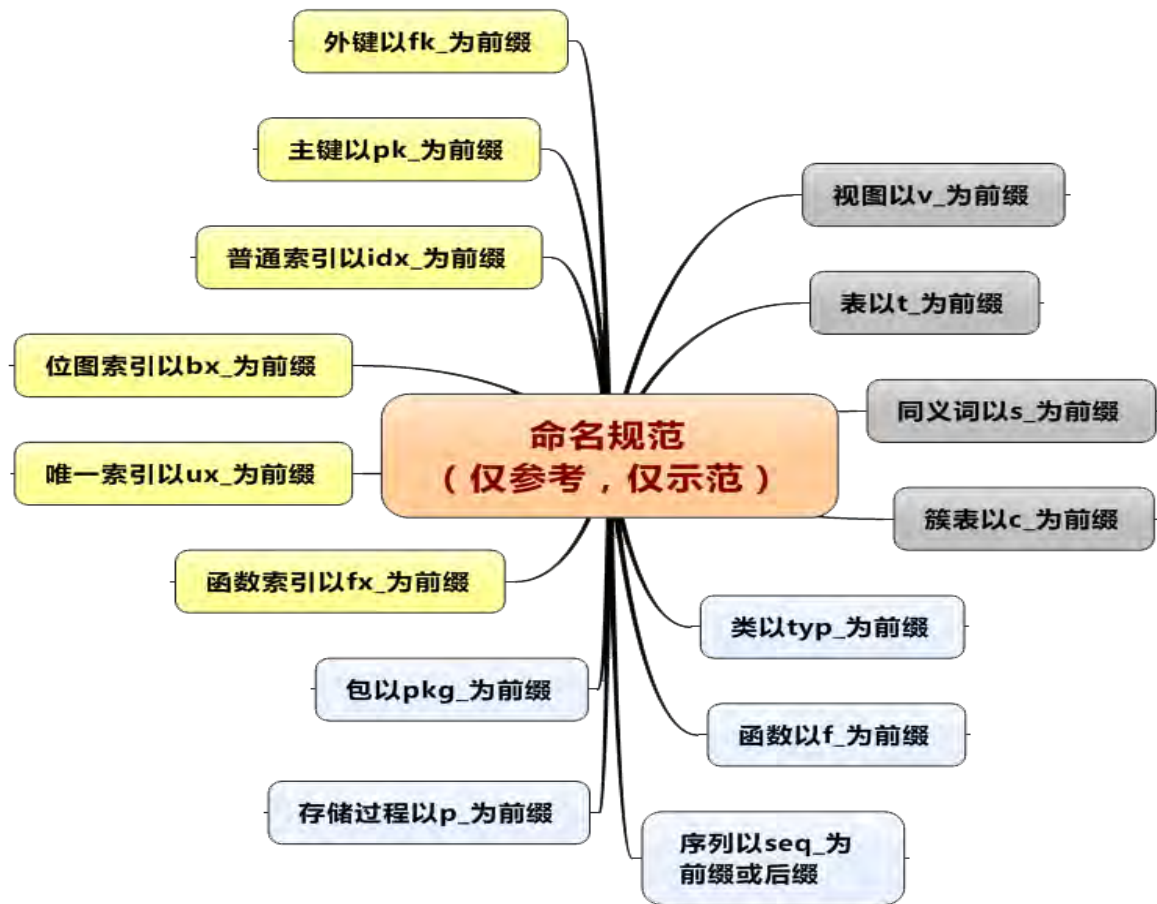 外键以fk_为前缀
主键以pk_为前缀
普通索引以idx_为前缀
位图索引以bx_为前缀
唯一索引以ux_为前缀
函数索引以fx_为前缀
包以pkg_为前缀
存储过程以p_为前缀
命名规范
（仅参考，仅示范）
视图以v_为前缀
表以t_为前缀
同义词以s_为前缀
簇表以c_为前缀
类以typ_为前缀
函数以f_为前缀
序列以seq_为
前缀或后缀